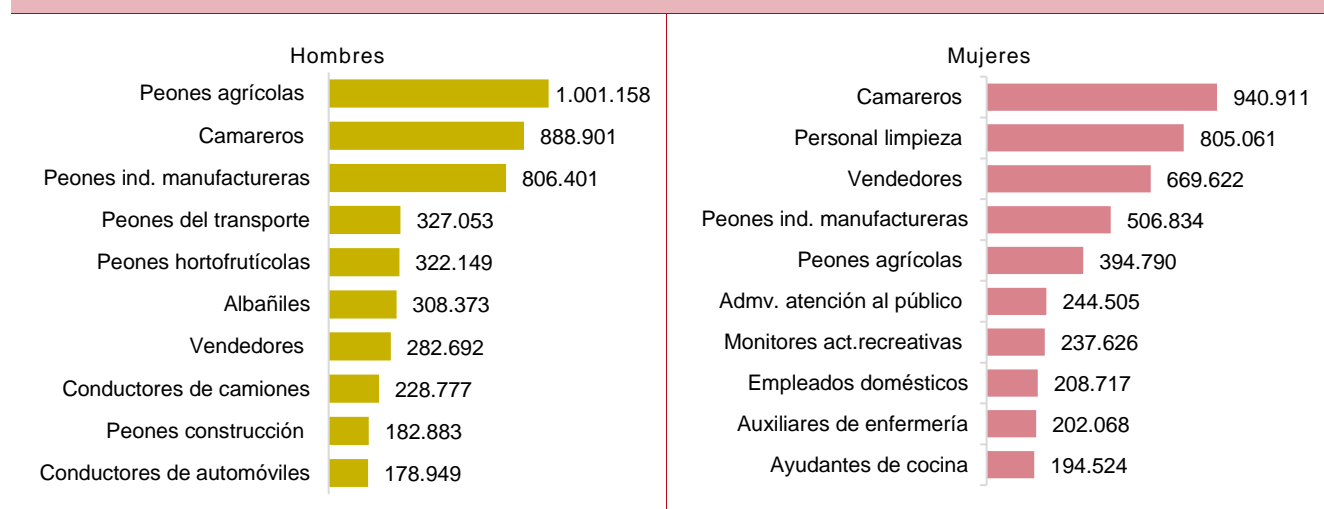 Hombres
Peones agrícolas 1.001.158
Camareros 888.901
Peones ind. manufactureras 806.401
Peones del transporte 327.053
Peones hortofrutícolas 322.149
Albañiles 308.373
Vendedores 282.692
Conductores de camiones 228.777
Peones construcción 182.883
Conductores de automóviles 178.949
Mujeres
Camareros 940.911
Personal limpieza 805.061
Vendedores 669.622
Peones ind. manufactureras 506.834
Peones agrícolas 394.790
Admv. atención al público 244.505
Monitores act.recreativas 237.626
Empleados domésticos 208.717
Auxiliares de enfermería 202.068
Ayudantes de cocina 194.524